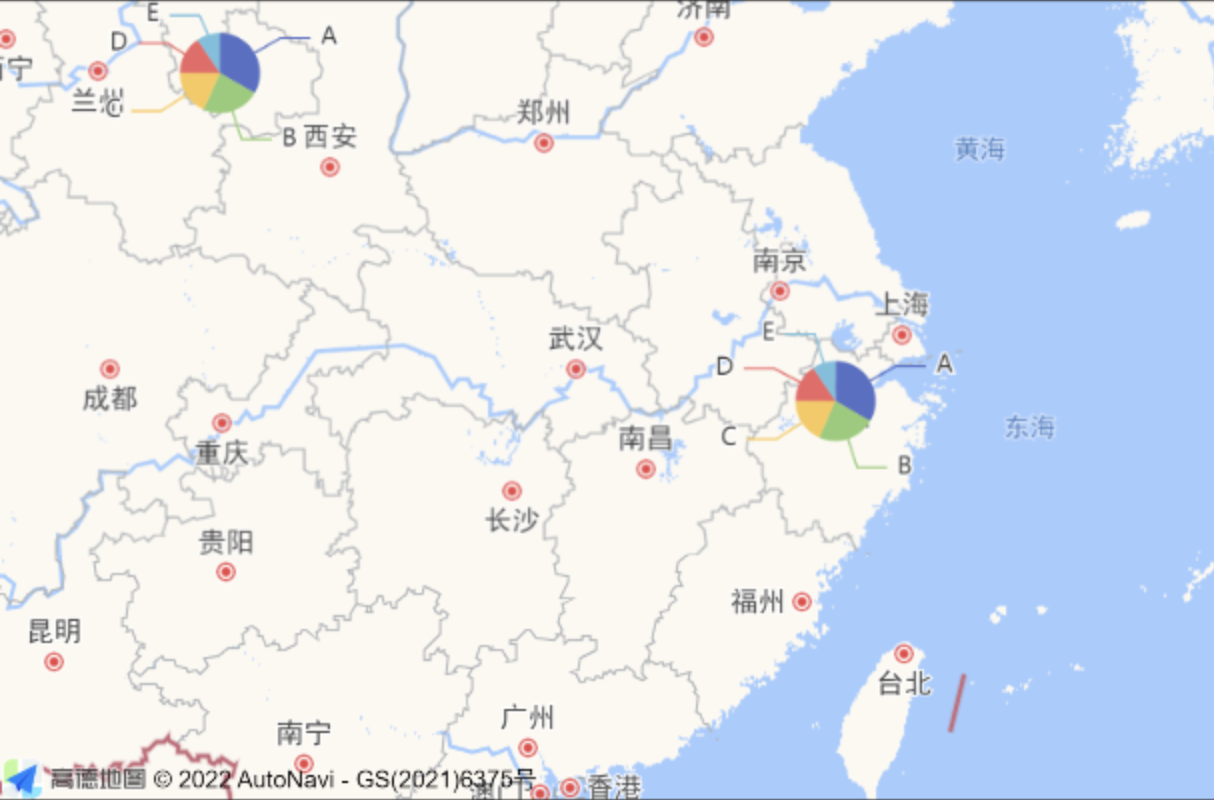 济南
E
A
D
兰州
C
郑州
B
西安
黄海
南京
上海
E
武汉
A
D
成都
东海
C
南昌
重庆
B
长沙
贵阳
福州
昆明
台北
广州
南宁
高德地图 © 2022 AutoNavi - GS(2021)6375号
香港